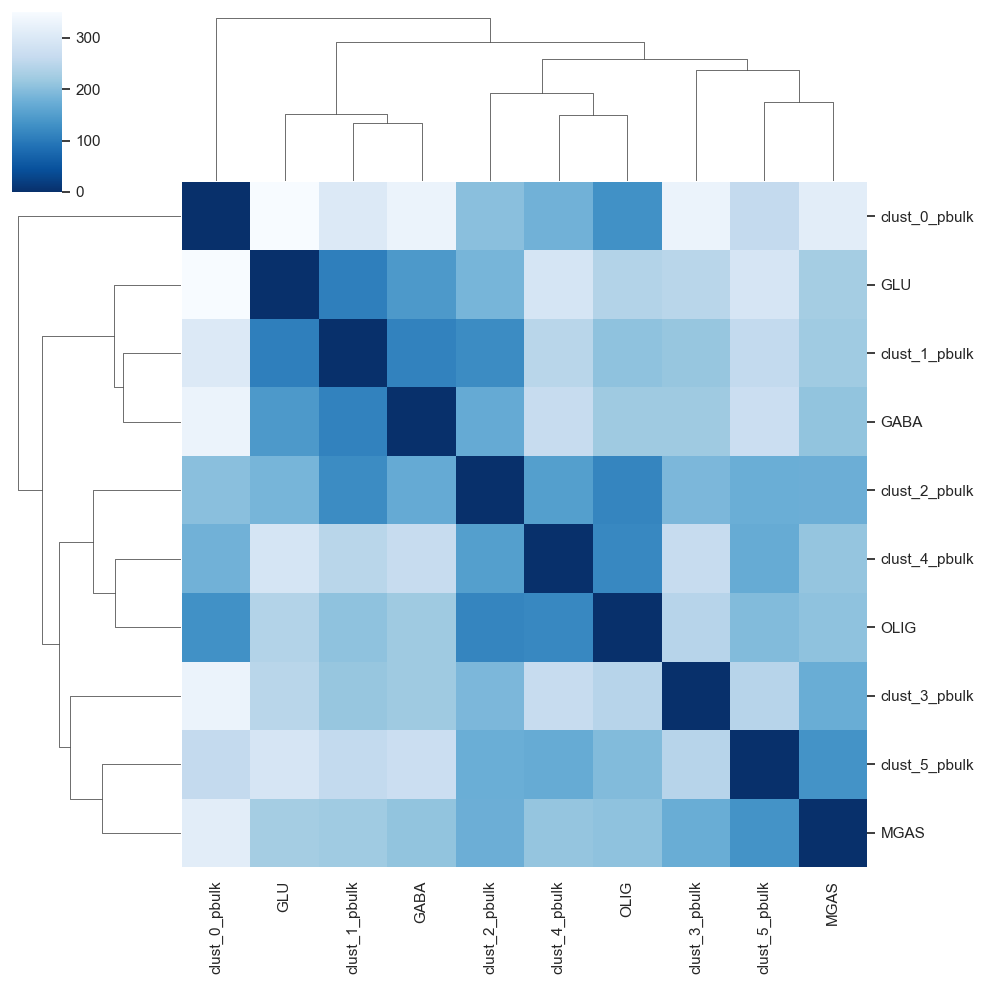 300
200
100
0
clust_0_pbulk
GLU
clust_1_pbulk
GABA
clust_2_pbulk
clust_4_pbulk
OLIG
clust_3_pbulk
clust_5_pbulk
MGAS
clust_0_pbulk
GLU
clust_1_pbulk
GABA
clust_2_pbulk
clust_4_pbulk
OLIG
clust_3_pbulk
clust_5_pbulk
MGAS